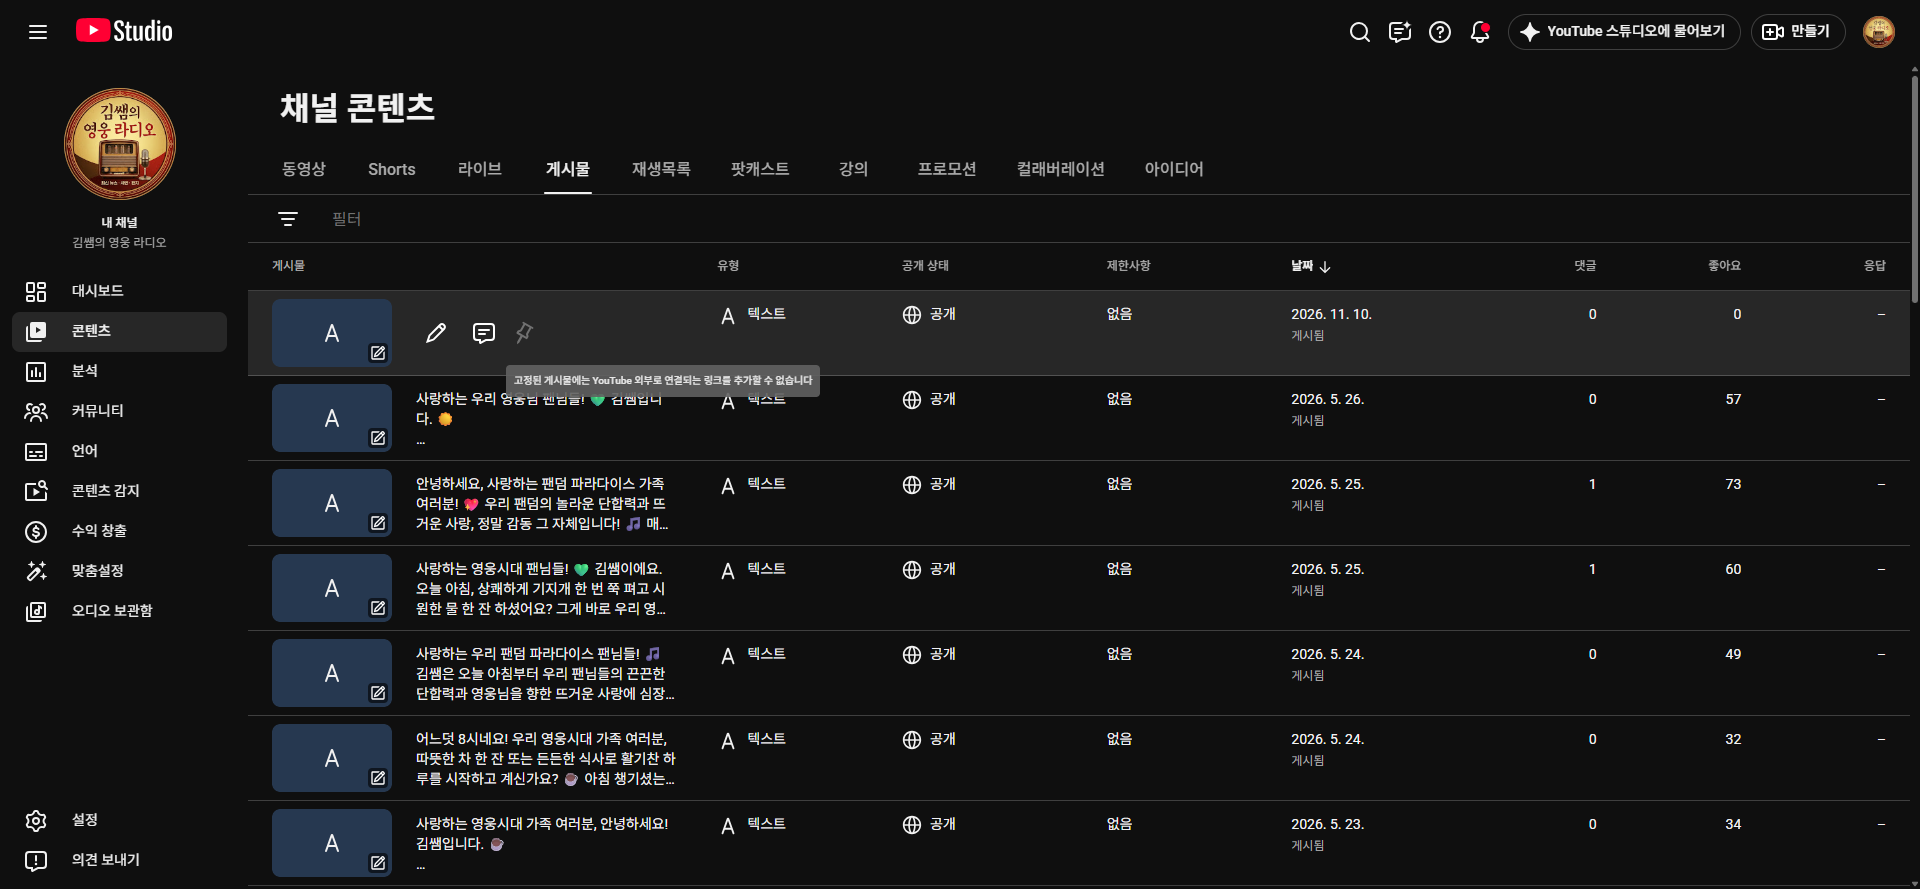 Studio
YouTube 스튜디오에 물어보기
만들기
김쌤의
영웅 라디오
내 채널
김쌤의 영웅 라디오
대시보드
콘텐츠
분석
커뮤니티
언어
콘텐츠 감지
수익 창출
맞춤설정
오디오 보관함
설정
의견 보내기
채널 콘텐츠
동영상 Shorts 라이브 게시물 재생목록 팟캐스트 강의 프로모션 컬래버레이션 아이디어
필터
게시물 유형 공개 상태 제한사항 날짜 댓글 좋아요 응답
A A 텍스트 공개 없음 2026. 11. 10. 0 0 –
게시됨
고정된 게시물에는 YouTube 외부로 연결되는 링크를 추가할 수 없습니다
A 사랑하는 우리 영웅님 팬님들! 💚 김쌤입니 A 텍스트 공개 없음 2026. 5. 26. 0 57 –
다. 🌼 게시됨
...
A 안녕하세요, 사랑하는 팬덤 파라다이스 가족 A 텍스트 공개 없음 2026. 5. 25. 1 73 –
여러분! 💖 우리 팬덤의 놀라운 단합력과 뜨 게시됨
거운 사랑, 정말 감동 그 자체입니다! 🎵 매...
A 사랑하는 영웅시대 팬님들! 💚 김쌤이에요. A 텍스트 공개 없음 2026. 5. 25. 1 60 –
오늘 아침, 상쾌하게 기지개 한 번 쭉 펴고 시 게시됨
원한 물 한 잔 하셨어요? 그게 바로 우리 영...
A 사랑하는 우리 팬덤 파라다이스 팬님들! 🎵 A 텍스트 공개 없음 2026. 5. 24. 0 49 –
김쌤은 오늘 아침부터 우리 팬님들의 끈끈한 게시됨
단합력과 영웅님을 향한 뜨거운 사랑에 심장...
A 어느덧 8시네요! 우리 영웅시대 가족 여러분, A 텍스트 공개 없음 2026. 5. 24. 0 32 –
따뜻한 차 한 잔 또는 든든한 식사로 활기찬 하 게시됨
루를 시작하고 계신가요? ☕ 아침 챙기셨는...
A 사랑하는 영웅시대 가족 여러분, 안녕하세요! A 텍스트 공개 없음 2026. 5. 23. 0 34 –
김쌤입니다. ☕ 게시됨
...